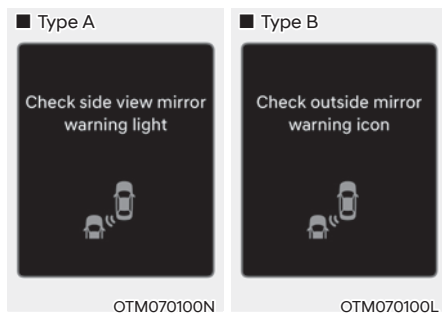 ■ Type A
Check side view mirror
warning light
OTM070100N
■ Type B
Check outside mirror
warning icon
OTM070100L